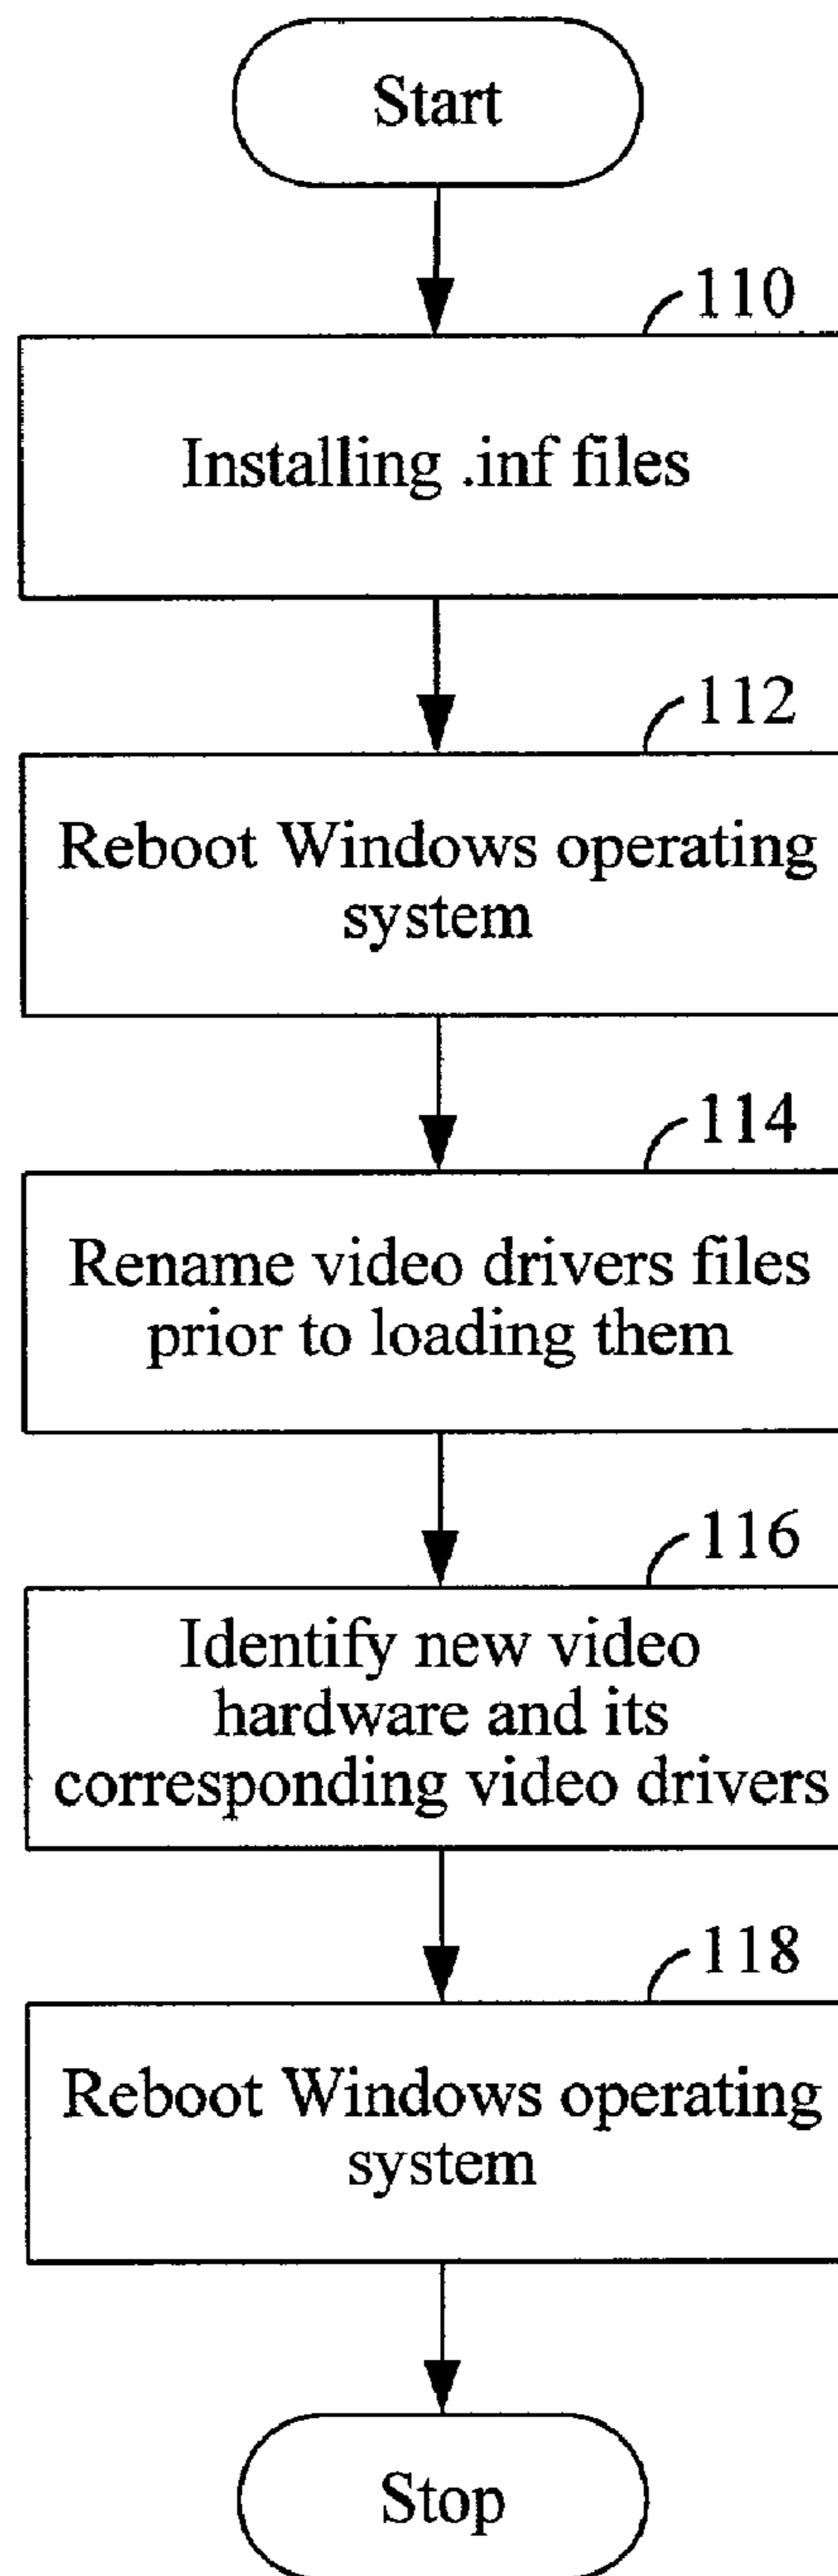 Start
110
Installing .inf files
112
Reboot Windows operating
system
114
Rename video drivers files
prior to loading them
116
Identify new video
hardware and its
corresponding video drivers
118
Reboot Windows operating
system
Stop